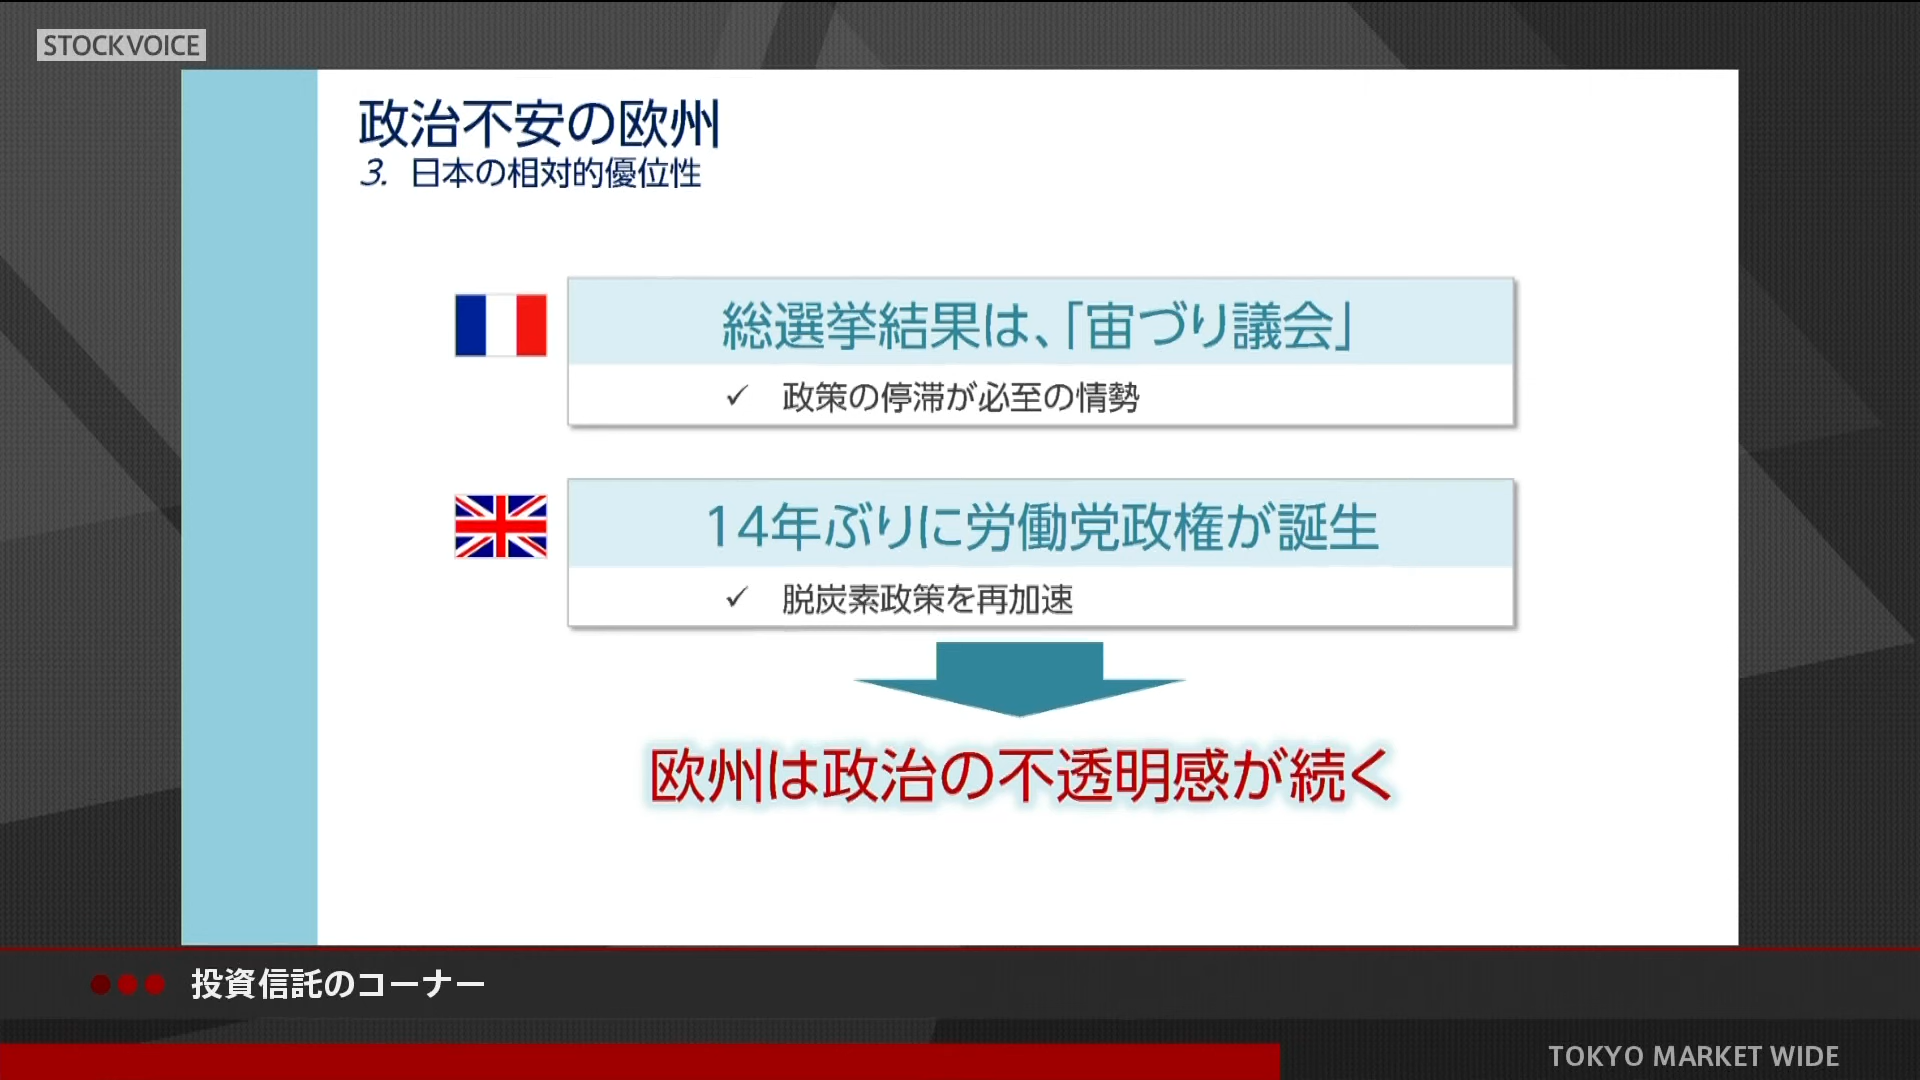 STOCKVOICE
政治不安の欧州
3. 日本の相対的優位性
総選挙結果は、「宙づり議会」
✓ 政策の停滞が必至の情勢
14年ぶりに労働党政権が誕生
✓ 脱炭素政策を再加速
欧州は政治の不透明感が続く
投資信託のコーナー
TOKYO MARKET WIDE